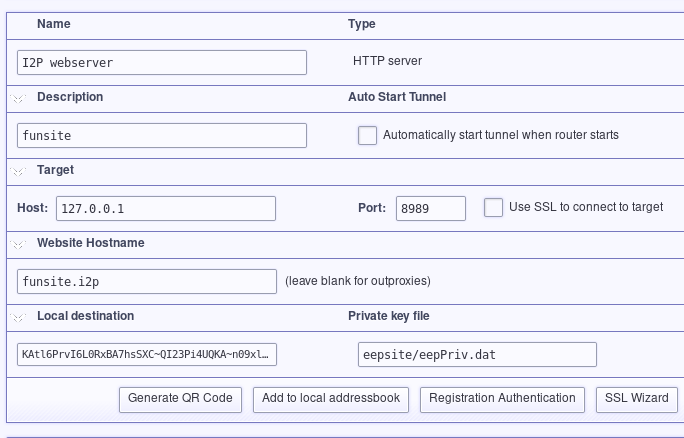 Name Type
I2P webserver HTTP server
Description Auto Start Tunnel
funsite Automatically start tunnel when router starts
Target
Host: 127.0.0.1 Port: 8989 Use SSL to connect to target
Website Hostname
funsite.i2p (leave blank for outproxies)
Local destination Private key file
KAtl6PrvI6L0RxBA7hsSXC~QI23Pi4UQKA~n09xl… eepsite/eepPriv.dat
Generate QR Code Add to local addressbook Registration Authentication SSL Wizard